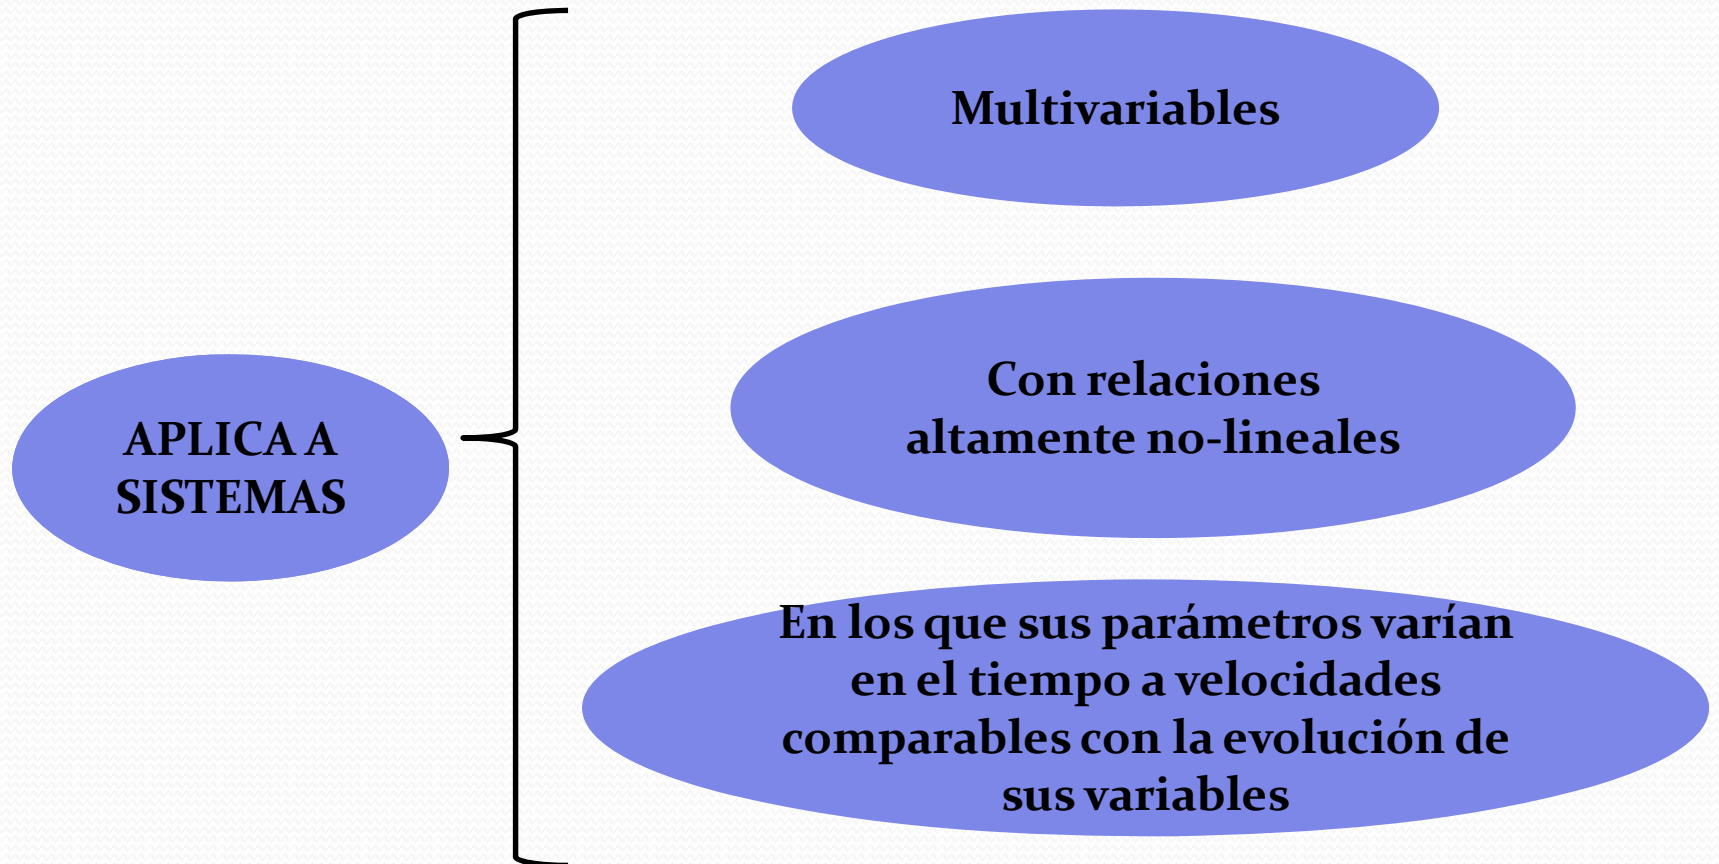 APLICA A
SISTEMAS
Multivariables
Con relaciones
altamente no-lineales
En los que sus parámetros varían
en el tiempo a velocidades
comparables con la evolución de
sus variables